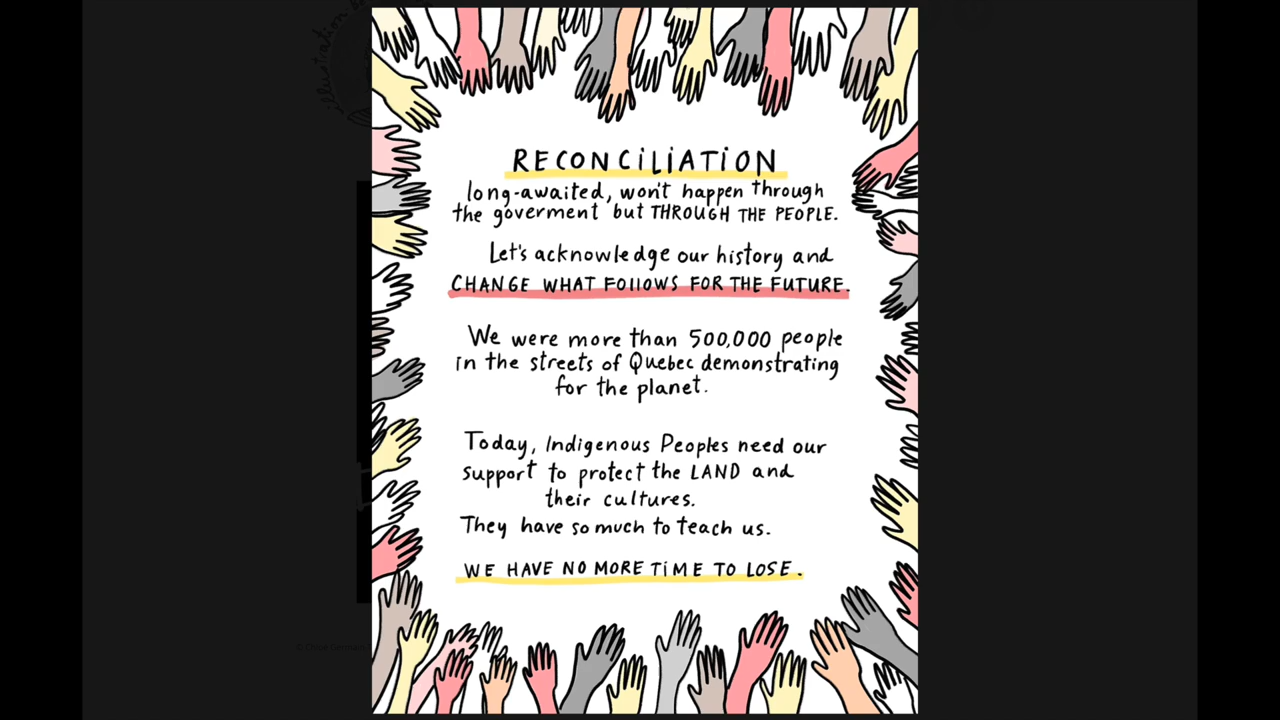 illustration
RECONCILIATION
long-awaited, won't happen through
the goverment but THROUGH THE PEOPLE.
Let's acknowledge our history and
CHANGE WHAT FOLLOWS FOR THE FUTURE.
We were more than 500,000 people
in the streets of Quebec demonstrating
for the planet.
Today, Indigenous Peoples need our
support to protect the LAND and
their cultures.
They have so much to teach us.
WE HAVE NO MORE TIME TO LOSE.